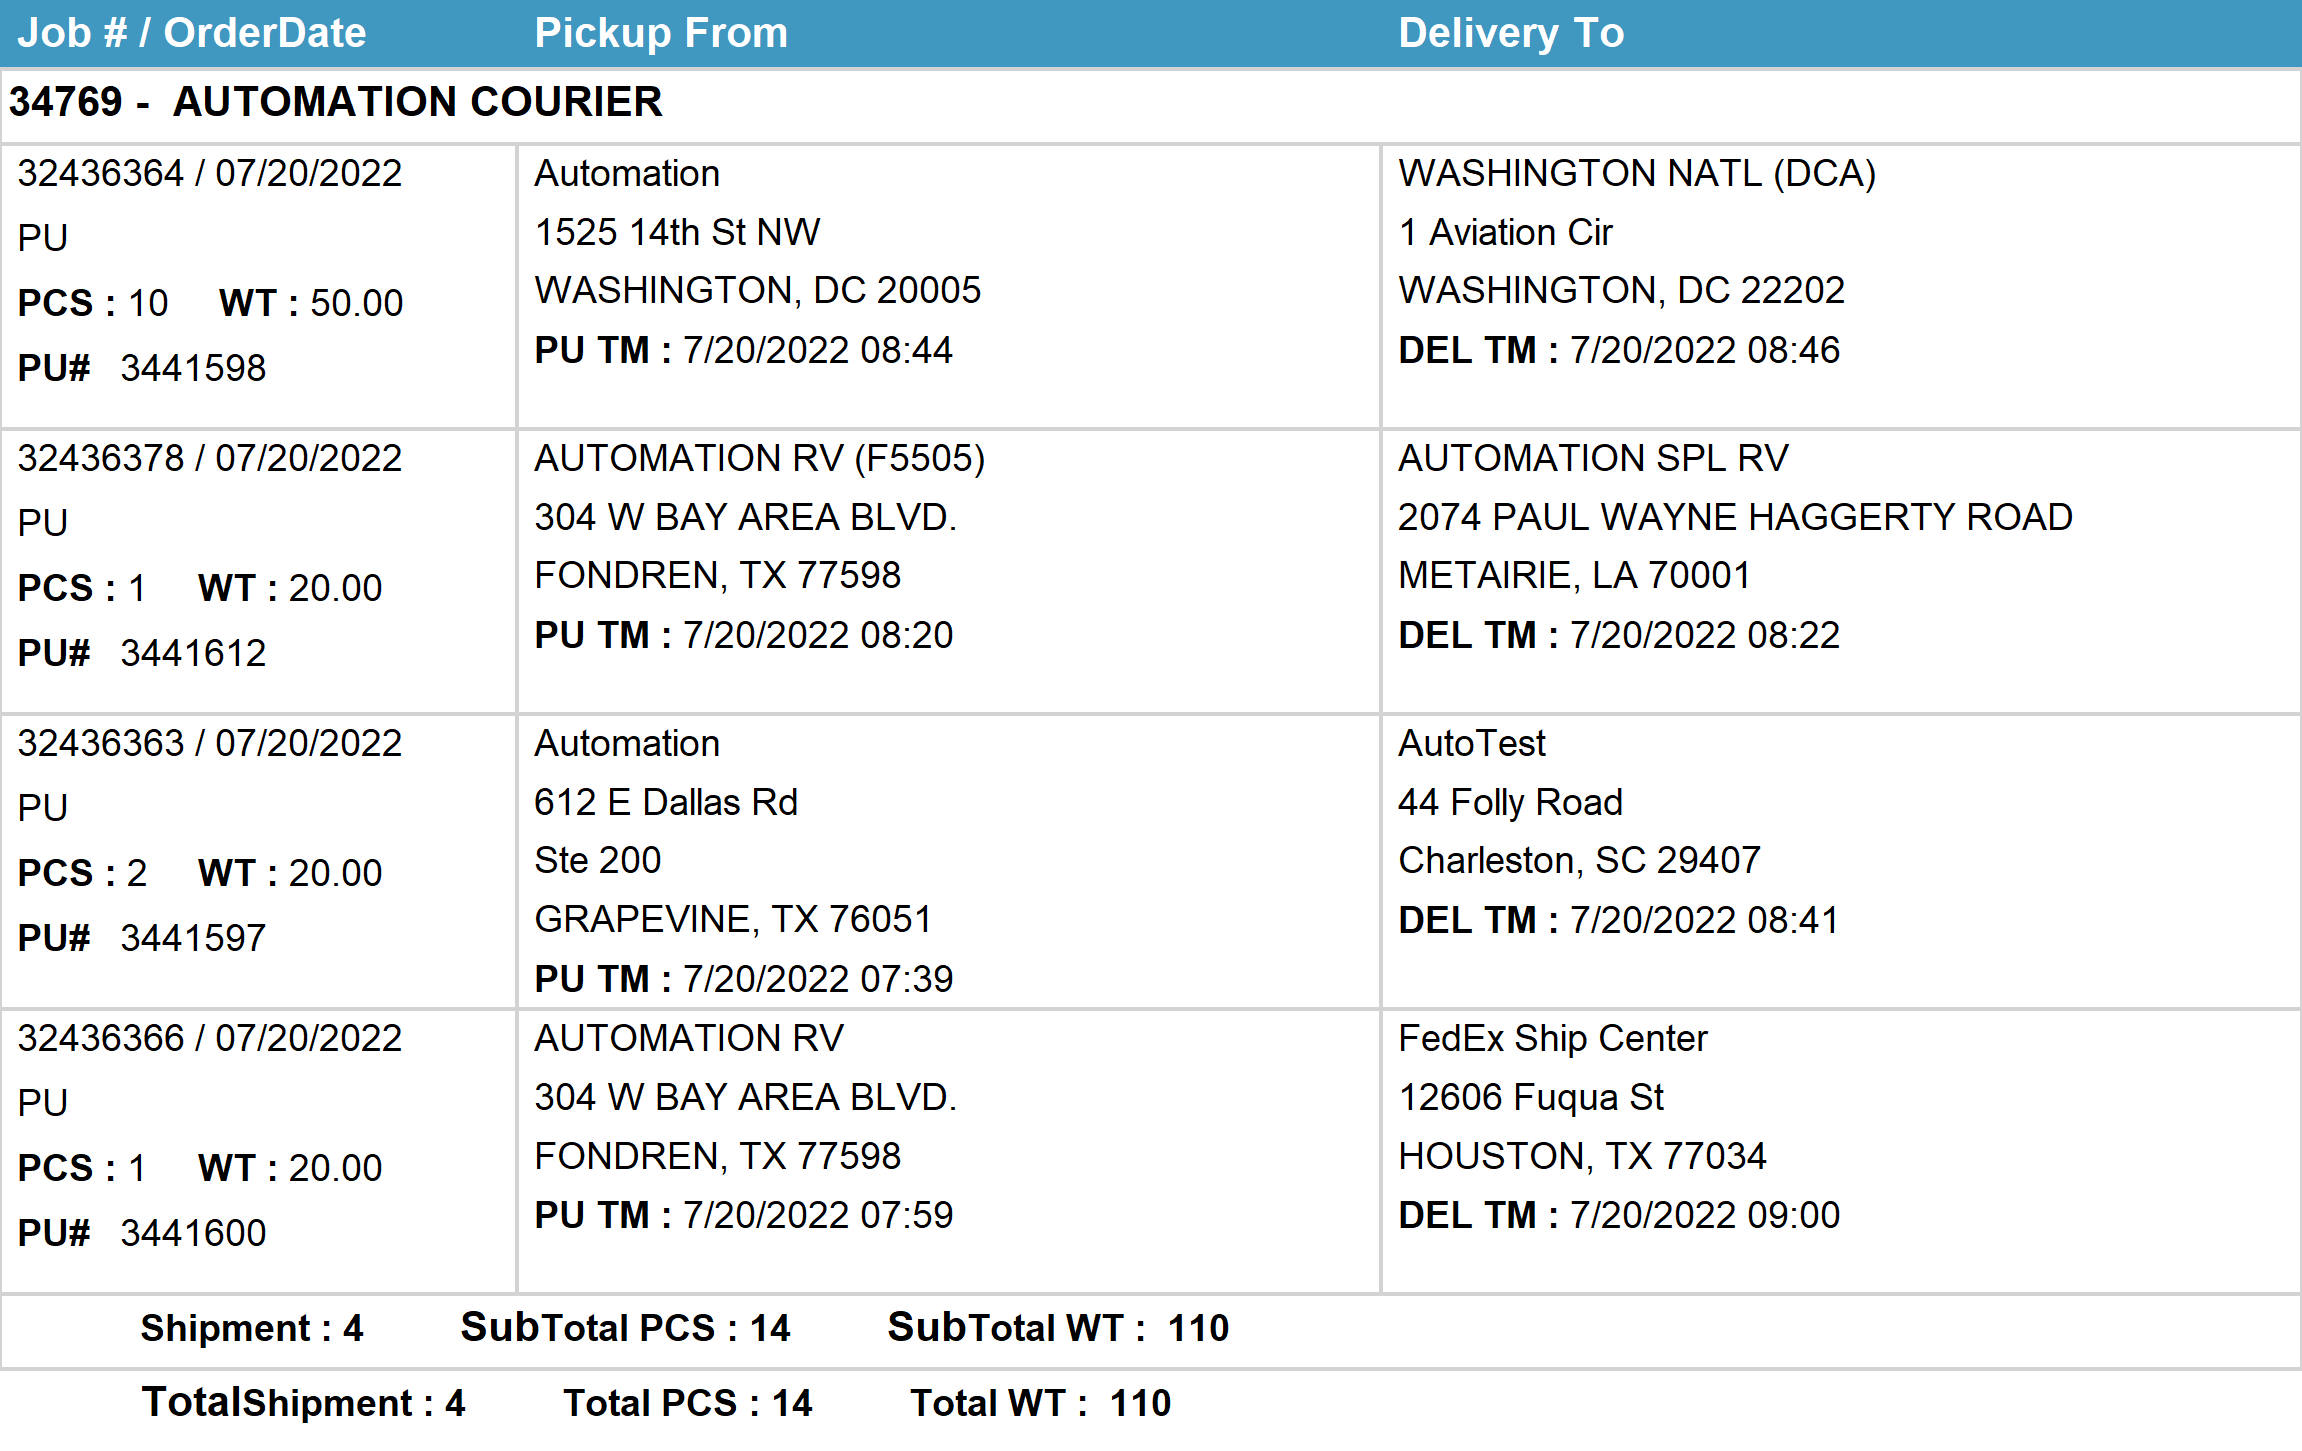 Job # / OrderDate Pickup From Delivery To
34769 - AUTOMATION COURIER
32436364 / 07/20/2022
PU
PCS : 10 WT : 50.00
PU# 3441598
Automation
1525 14th St NW
WASHINGTON, DC 20005
PU TM : 7/20/2022 08:44
WASHINGTON NATL (DCA)
1 Aviation Cir
WASHINGTON, DC 22202
DEL TM : 7/20/2022 08:46
32436378 / 07/20/2022
PU
PCS : 1 WT : 20.00
PU# 3441612
AUTOMATION RV (F5505)
304 W BAY AREA BLVD.
FONDREN, TX 77598
PU TM : 7/20/2022 08:20
AUTOMATION SPL RV
2074 PAUL WAYNE HAGGERTY ROAD
METAIRIE, LA 70001
DEL TM : 7/20/2022 08:22
32436363 / 07/20/2022
PU
PCS : 2 WT : 20.00
PU# 3441597
Automation
612 E Dallas Rd
Ste 200
GRAPEVINE, TX 76051
PU TM : 7/20/2022 07:39
AutoTest
44 Folly Road
Charleston, SC 29407
DEL TM : 7/20/2022 08:41
32436366 / 07/20/2022
PU
PCS : 1 WT : 20.00
PU# 3441600
AUTOMATION RV
304 W BAY AREA BLVD.
FONDREN, TX 77598
PU TM : 7/20/2022 07:59
FedEx Ship Center
12606 Fuqua St
HOUSTON, TX 77034
DEL TM : 7/20/2022 09:00
Shipment : 4 SubTotal PCS : 14 SubTotal WT : 110
TotalShipment : 4 Total PCS : 14 Total WT : 110